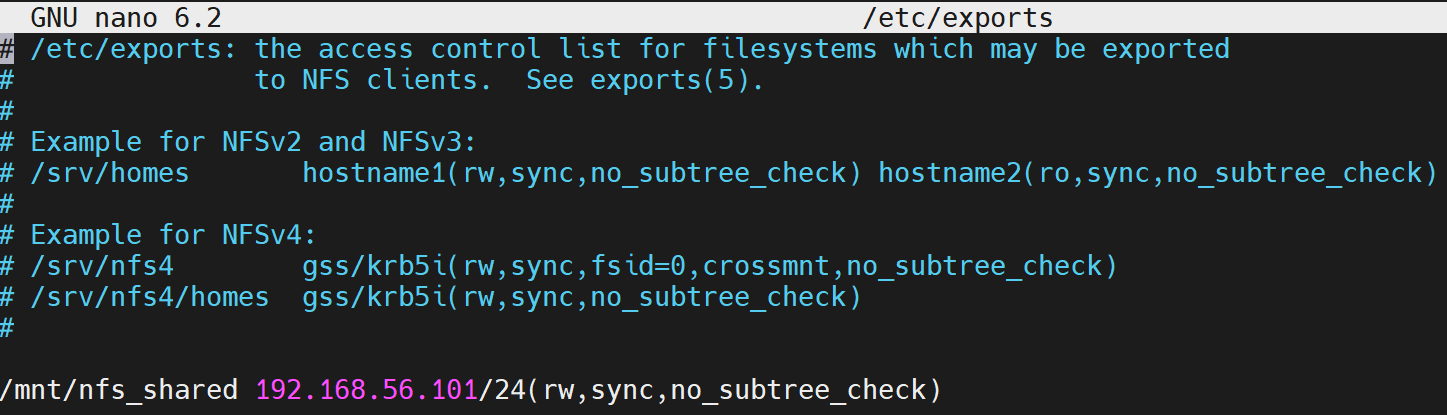 GNU nano 6.2 /etc/exports
# /etc/exports: the access control list for filesystems which may be exported
#               to NFS clients.  See exports(5).
#
# Example for NFSv2 and NFSv3:
# /srv/homes       hostname1(rw,sync,no_subtree_check) hostname2(ro,sync,no_subtree_check)
#
# Example for NFSv4:
# /srv/nfs4        gss/krb5i(rw,sync,fsid=0,crossmnt,no_subtree_check)
# /srv/nfs4/homes  gss/krb5i(rw,sync,no_subtree_check)
#
/mnt/nfs_shared 192.168.56.101/24(rw,sync,no_subtree_check)